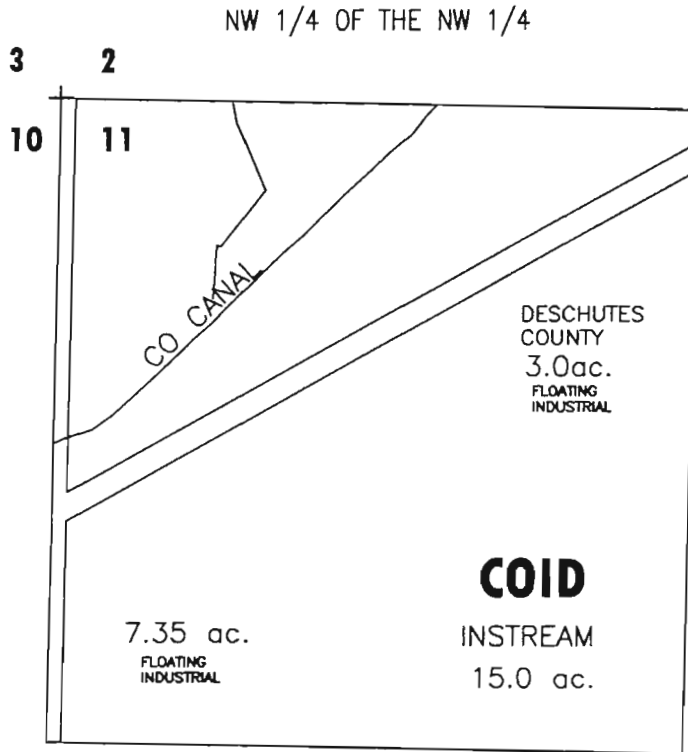 NW 1/4 OF THE NW 1/4
3 2
10 11
CO CANAL
DESCHUTES
COUNTY
3.0ac.
FLOATING
INDUSTRIAL
COID
INSTREAM
15.0 ac.
7.35 ac.
FLOATING
INDUSTRIAL